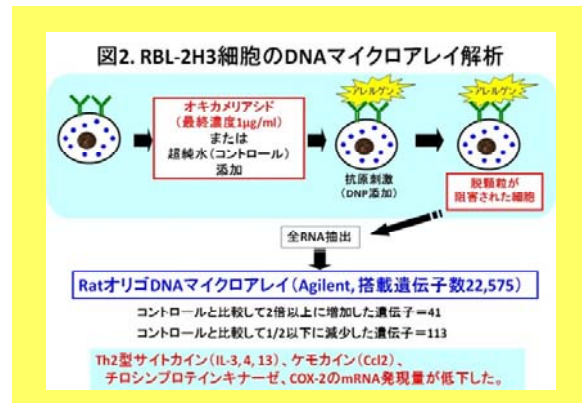 図2. RBL-2H3細胞のDNAマイクロアレイ解析
アレルゲン
アレルゲン
オキカメリアシド
(最終濃度1μg/ml)
または
超純水(コントロール)
添加
抗原刺激
(DNP添加)
脱顆粒が
阻害された細胞
全RNA抽出
RatオリゴDNAマイクロアレイ(Agilent, 搭載遺伝子数22,575)
コントロールと比較して2倍以上に増加した遺伝子=41
コントロールと比較して1/2以下に減少した遺伝子=113
Th2型サイトカイン(IL-3, 4, 13)、ケモカイン(Ccl2)、
チロシンプロテインキナーゼ、COX-2のmRNA発現量が低下した。